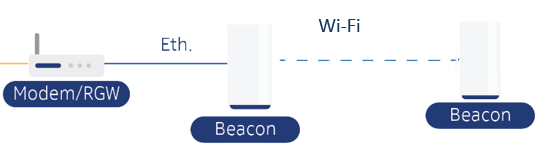 Wi-Fi
Eth.
Modem/RGW
Beacon
Beacon